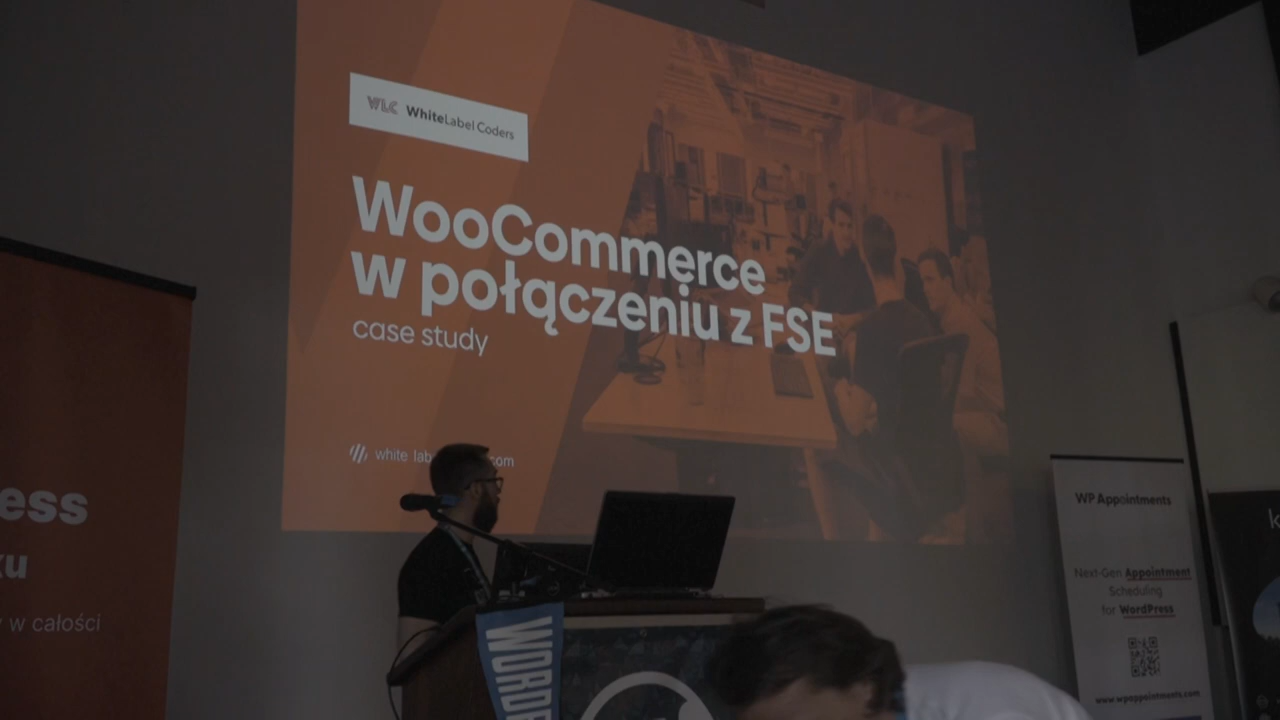 WLC WhiteLabel Coders
WooCommerce
w połączeniu z FSE
case study
white
ess
w całości
WP Appointments
Next-Gen Appointment
Scheduling
for WordPress
www.wpappointments.com